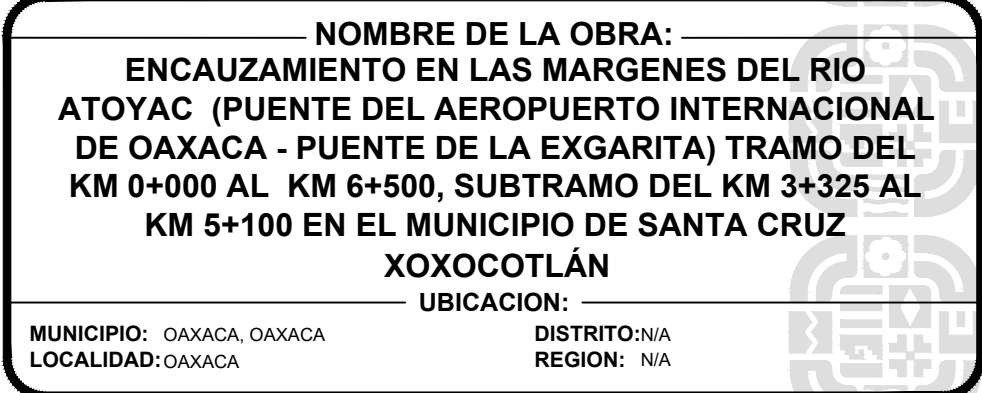 NOMBRE DE LA OBRA:
ENCAUZAMIENTO EN LAS MARGENES DEL RIO
ATOYAC (PUENTE DEL AEROPUERTO INTERNACIONAL
DE OAXACA - PUENTE DE LA EXGARITA) TRAMO DEL
KM 0+000 AL KM 6+500, SUBTRAMO DEL KM 3+325 AL
KM 5+100 EN EL MUNICIPIO DE SANTA CRUZ
XOXOCOTLÁN
UBICACION:
MUNICIPIO: OAXACA, OAXACA DISTRITO:N/A
LOCALIDAD:OAXACA REGION: N/A